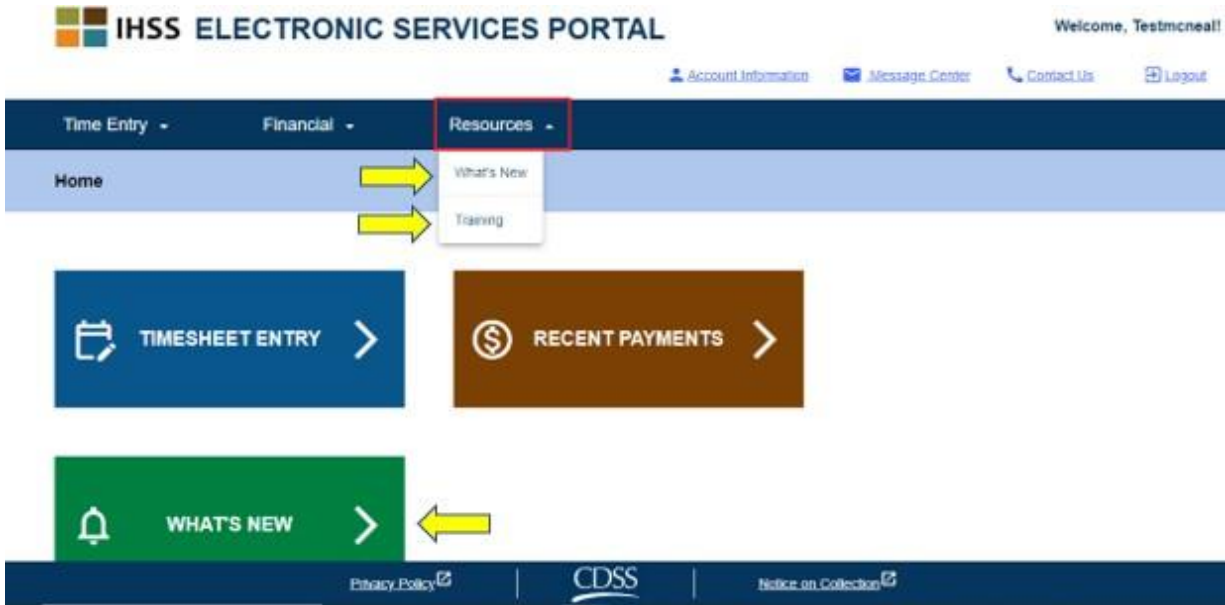 IHSS ELECTRONIC SERVICES PORTAL
Welcome, Testmcneal!
Account Information Message Center Contact Us Logout
Time Entry Financial Resources
Home
What's New
Training
TIMESHEET ENTRY
RECENT PAYMENTS
WHAT'S NEW
Privacy Policy CDSS Notice on Collection